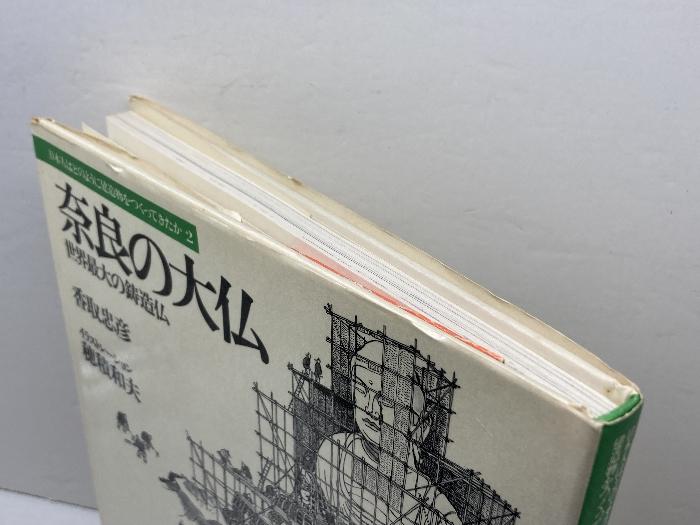 日本人はどのように建造物をつくってきたか 2
奈良の大仏
世界最大の鋳造仏
香取忠彦
イラストレーション
穂積和夫